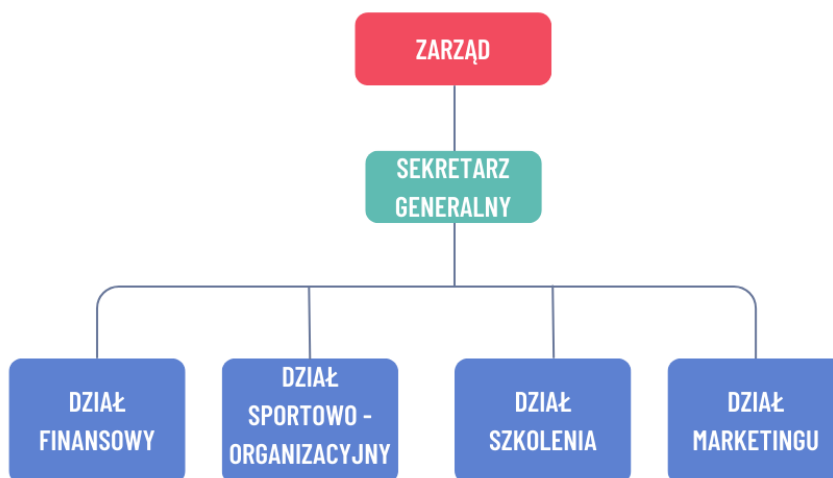 ZARZĄD
SEKRETARZ
GENERALNY
DZIAŁ
FINANSOWY
DZIAŁ
SPORTOWO -
ORGANIZACYJNY
DZIAŁ
SZKOLENIA
DZIAŁ
MARKETINGU